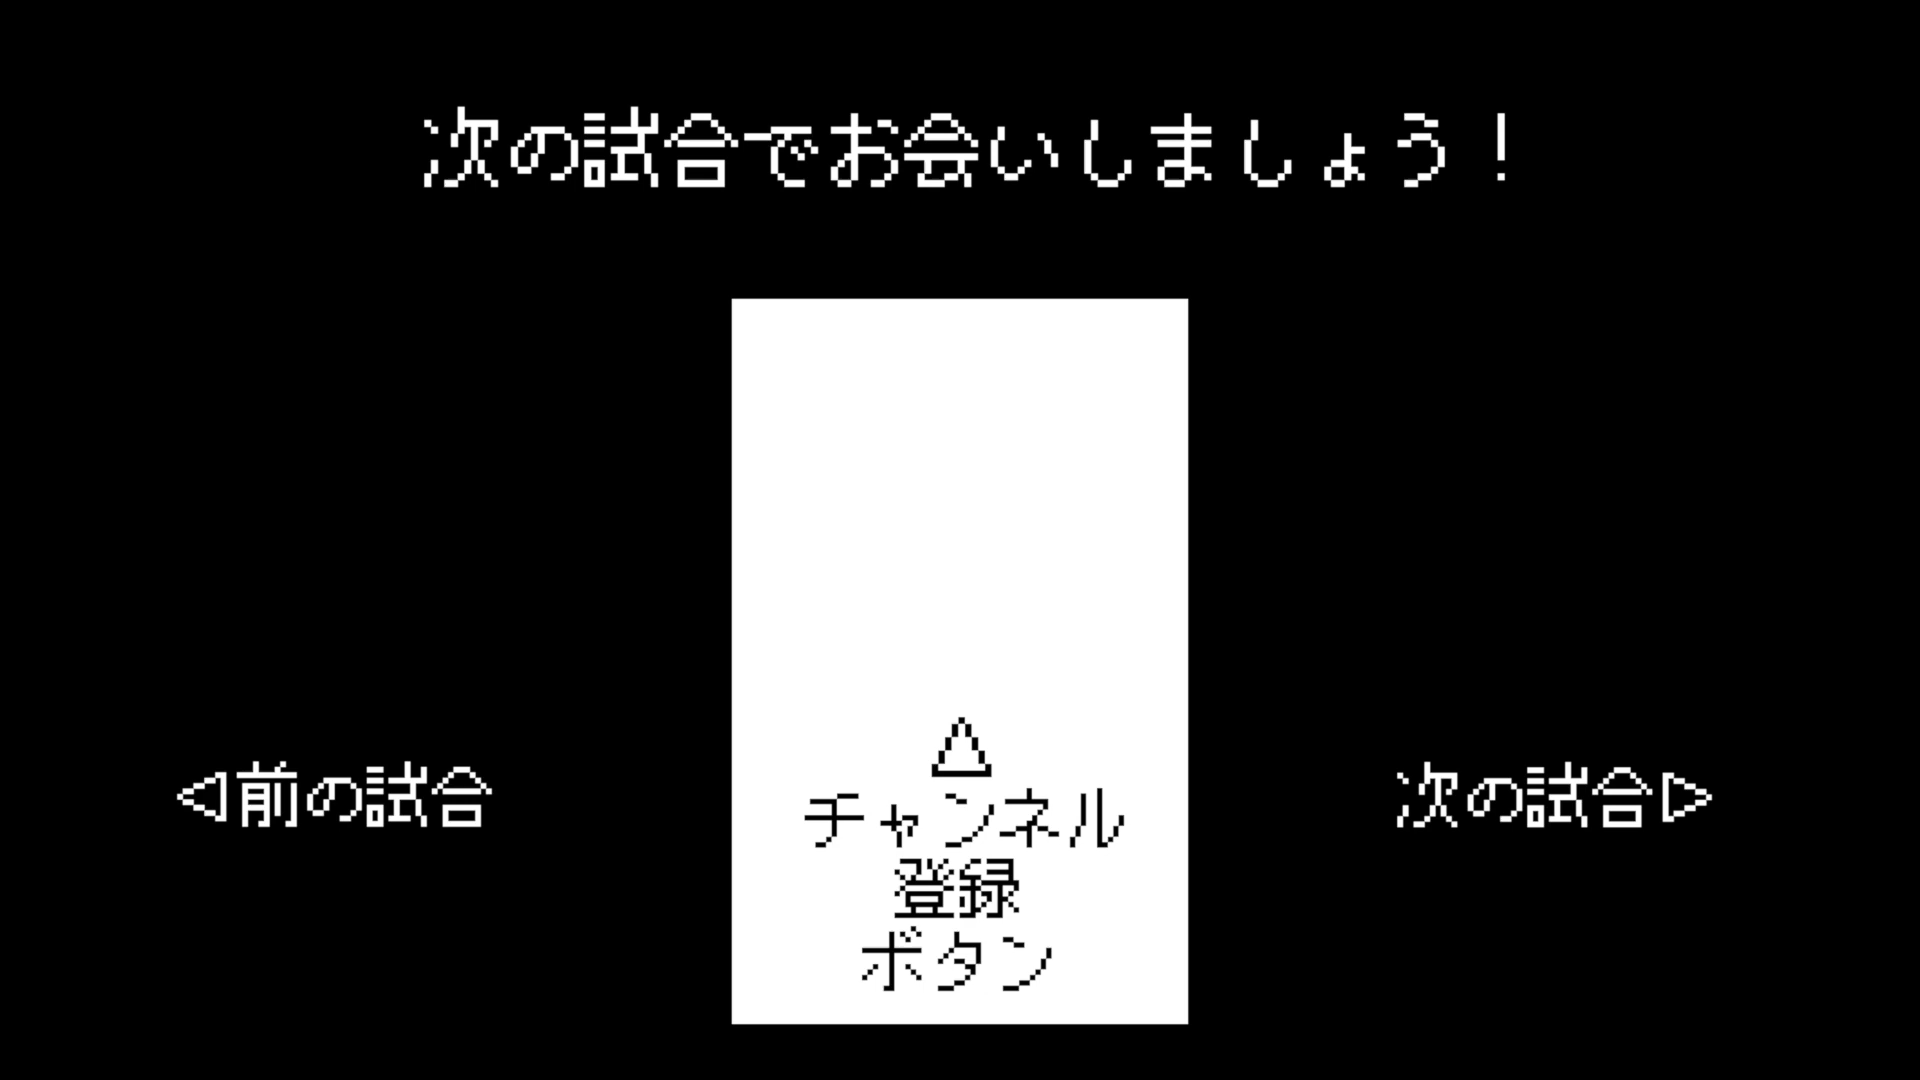 次の試合でお会いしましょう！
◁前の試合
次の試合▷
△
チャンネル
登録
ボタン